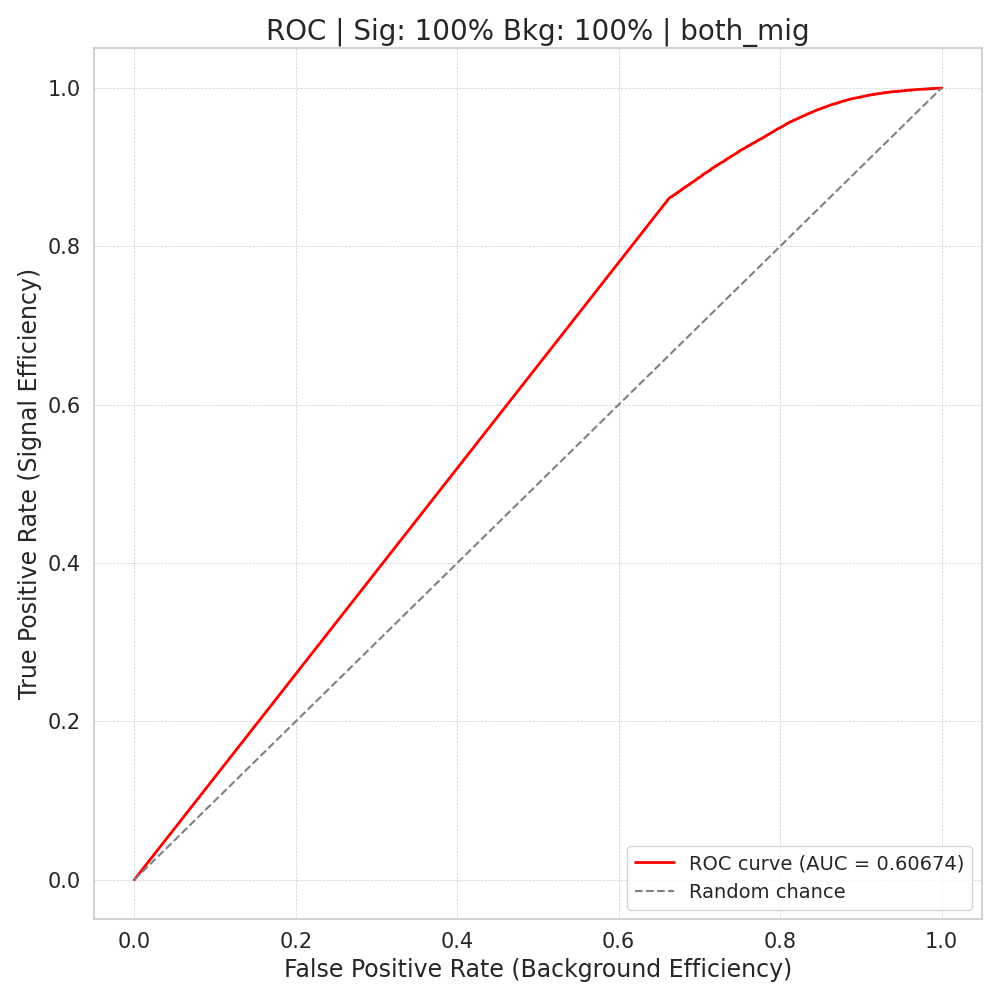 ROC | Sig: 100% Bkg: 100% | both_mig
True Positive Rate (Signal Efficiency)
1.0
0.8
0.6
0.4
0.2
0.0
ROC curve (AUC = 0.60674)
Random chance
0.0 0.2 0.4 0.6 0.8 1.0
False Positive Rate (Background Efficiency)